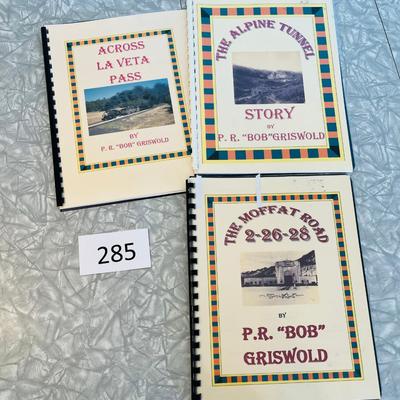 ACROSS
LA VETA
PASS
BY
P. R. "BOB" GRISWOLD
THE ALPINE TUNNEL
STORY
BY
P. R. "BOB"GRISWOLD
285
THE MOFFAT ROAD
2-26-28
BY
P.R. "BOB"
GRISWOLD